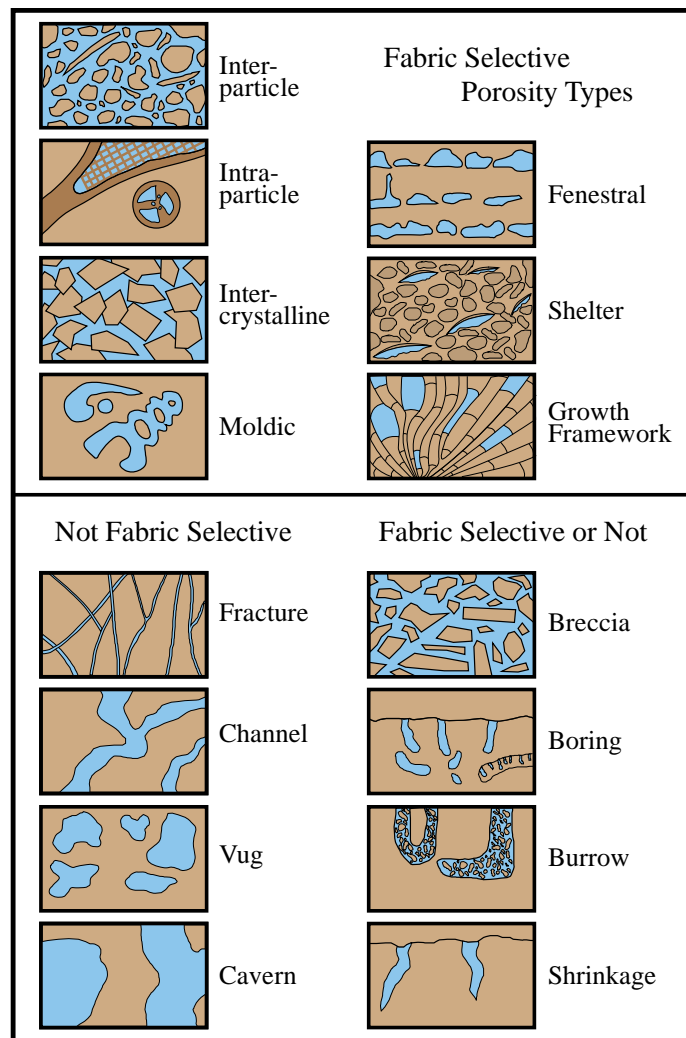 Fabric Selective
Porosity Types
Inter-
particle
Intra-
particle
Inter-
crystalline
Moldic
Fenestral
Shelter
Growth
Framework
Not Fabric Selective
Fracture
Channel
Vug
Cavern
Fabric Selective or Not
Breccia
Boring
Burrow
Shrinkage